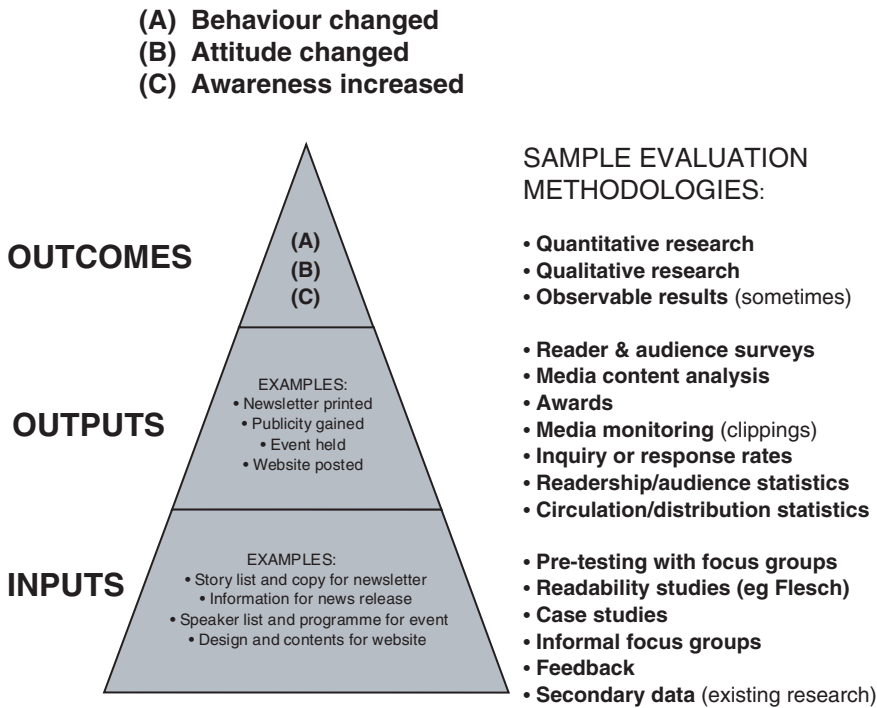 (A) Behaviour changed
(B) Attitude changed
(C) Awareness increased
SAMPLE EVALUATION
METHODOLOGIES:
OUTCOMES
(A)
(B)
(C)
• Quantitative research
• Qualitative research
• Observable results (sometimes)
OUTPUTS
EXAMPLES:
• Newsletter printed
• Publicity gained
• Event held
• Website posted
• Reader & audience surveys
• Media content analysis
• Awards
• Media monitoring (clippings)
• Inquiry or response rates
• Readership/audience statistics
• Circulation/distribution statistics
INPUTS
EXAMPLES:
• Story list and copy for newsletter
• Information for news release
• Speaker list and programme for event
• Design and contents for website
• Pre-testing with focus groups
• Readability studies (eg Flesch)
• Case studies
• Informal focus groups
• Feedback
• Secondary data (existing research)